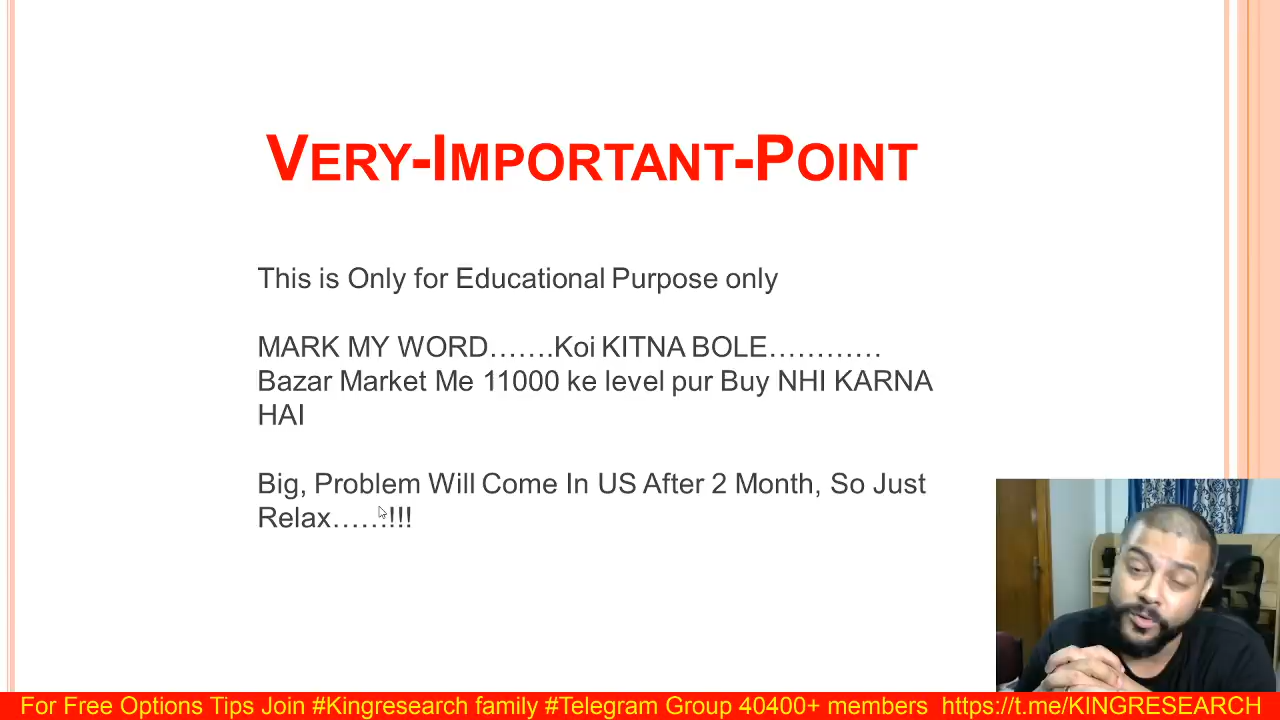 VERY-IMPORTANT-POINT
This is Only for Educational Purpose only
MARK MY WORD…….Koi KITNA BOLE…………
Bazar Market Me 11000 ke level pur Buy NHI KARNA
HAI
Big, Problem Will Come In US After 2 Month, So Just
Relax…..!!!!
For Free Options Tips Join #Kingresearch family #Telegram Group 40400+ members https://t.me/KINGRESEARCH